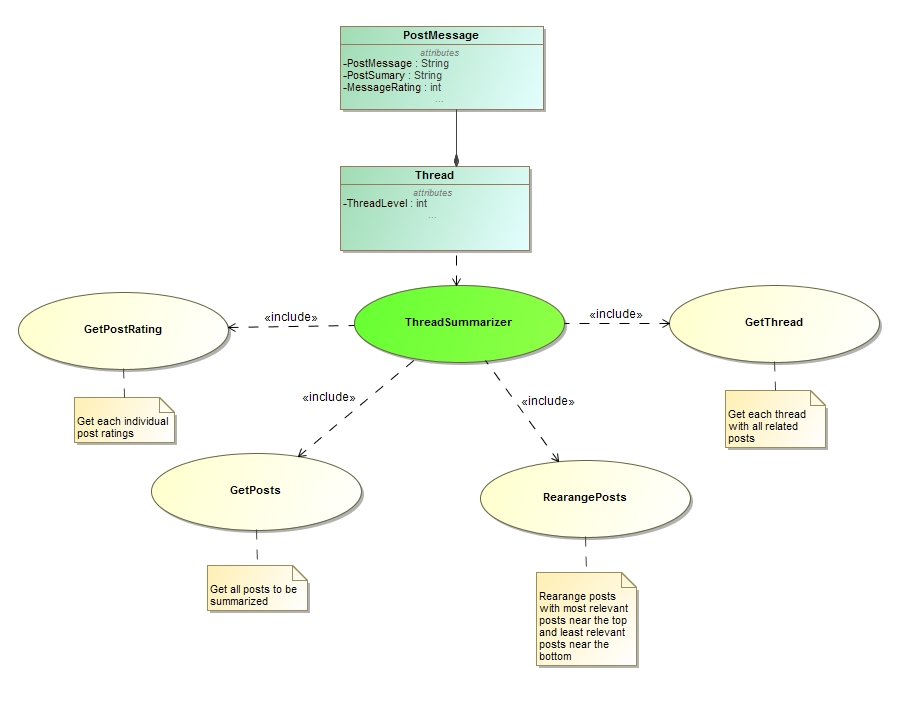 PostMessage
attributes
-PostMessage : String
-PostSumary : String
-MessageRating : int
...
Thread
attributes
-ThreadLevel : int
...
ThreadSummarizer
«include»
GetPostRating
Get each individual
post ratings
«include»
GetThread
Get each thread
with all related
posts
«include»
GetPosts
Get all posts to be
summarized
«include»
RearangePosts
Rearange posts
with most relevant
posts near the top
and least relevant
posts near the
bottom